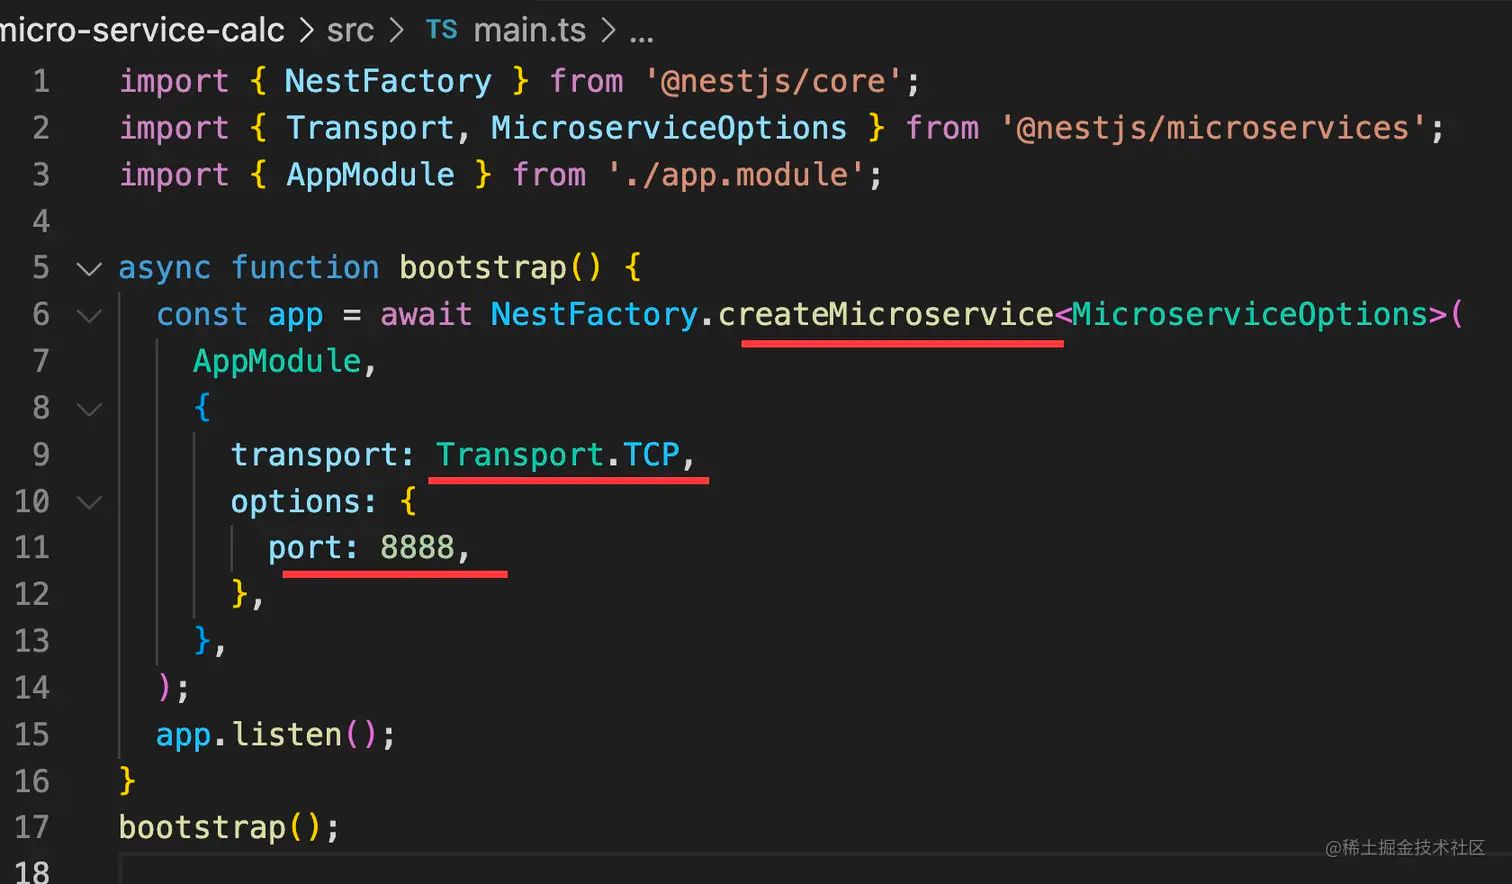 micro-service-calc > src > TS main.ts > ...
1 import { NestFactory } from '@nestjs/core';
2 import { Transport, MicroserviceOptions } from '@nestjs/microservices';
3 import { AppModule } from './app.module';
4
5 async function bootstrap() {
6 const app = await NestFactory.createMicroservice<MicroserviceOptions>(
7 AppModule,
8 {
9 transport: Transport.TCP,
10 options: {
11 port: 8888,
12 },
13 },
14 );
15 app.listen();
16 }
17 bootstrap();
18
@稀土掘金技术社区